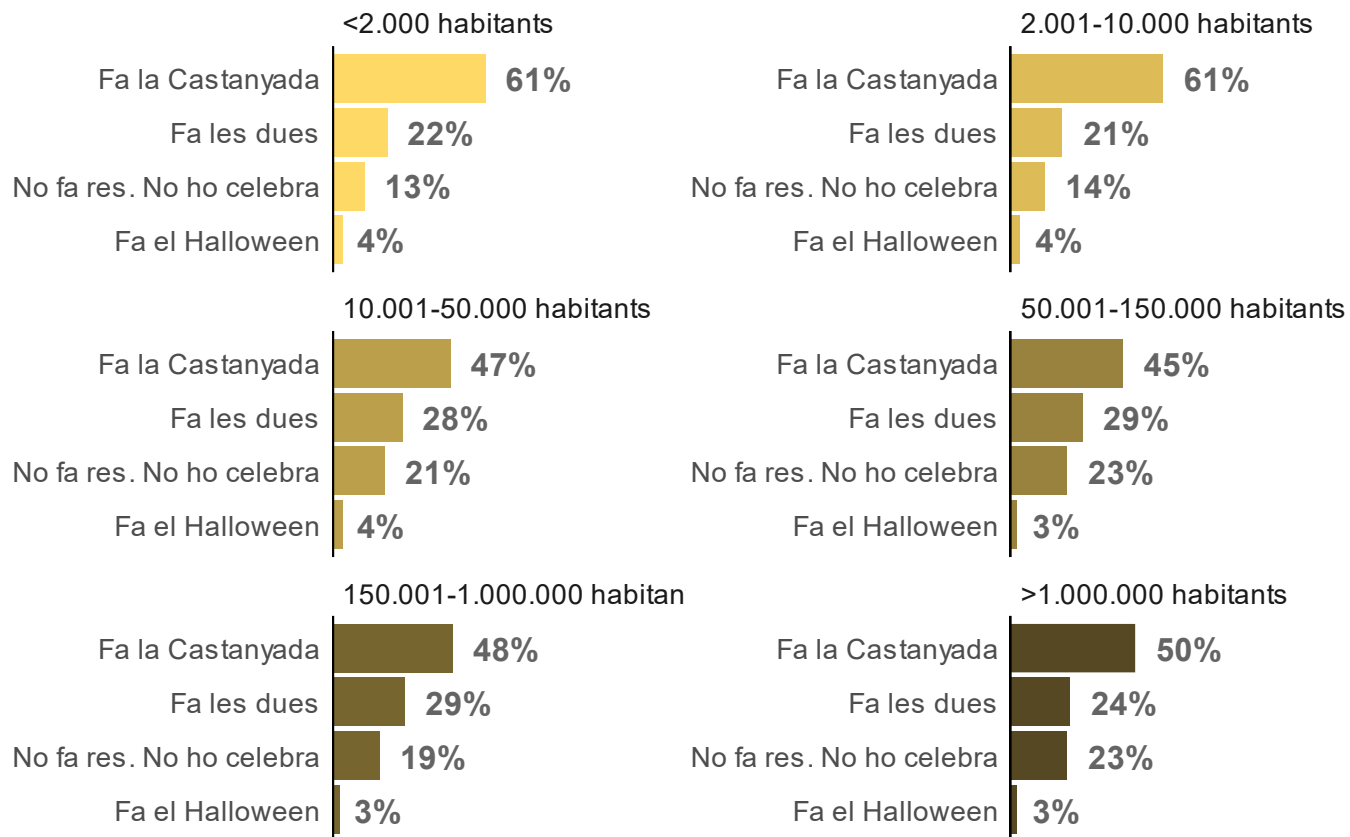 <2.000 habitants
Fa la Castanyada 61%
Fa les dues 22%
No fa res. No ho celebra 13%
Fa el Halloween 4%
2.001-10.000 habitants
Fa la Castanyada 61%
Fa les dues 21%
No fa res. No ho celebra 14%
Fa el Halloween 4%
10.001-50.000 habitants
Fa la Castanyada 47%
Fa les dues 28%
No fa res. No ho celebra 21%
Fa el Halloween 4%
50.001-150.000 habitants
Fa la Castanyada 45%
Fa les dues 29%
No fa res. No ho celebra 23%
Fa el Halloween 3%
150.001-1.000.000 habitan
Fa la Castanyada 48%
Fa les dues 29%
No fa res. No ho celebra 19%
Fa el Halloween 3%
>1.000.000 habitants
Fa la Castanyada 50%
Fa les dues 24%
No fa res. No ho celebra 23%
Fa el Halloween 3%